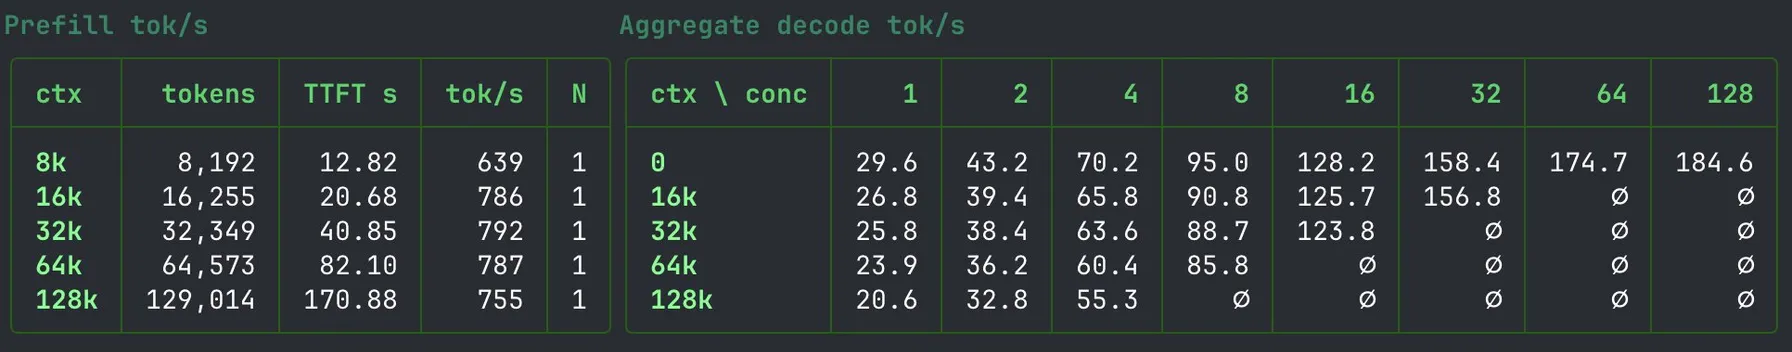 Prefill tok/s    Aggregate decode tok/s
ctx    tokens    TTFT s    tok/s    N    ctx \ conc    1    2    4    8    16    32    64    128
8k    8,192    12.82    639    1    0    29.6    43.2    70.2    95.0    128.2    158.4    174.7    184.6
16k    16,255    20.68    786    1    16k    26.8    39.4    65.8    90.8    125.7    156.8    ∅    ∅
32k    32,349    40.85    792    1    32k    25.8    38.4    63.6    88.7    123.8    ∅    ∅    ∅
64k    64,573    82.10    787    1    64k    23.9    36.2    60.4    85.8    ∅    ∅    ∅    ∅
128k    129,014    170.88    755    1    128k    20.6    32.8    55.3    ∅    ∅    ∅    ∅    ∅